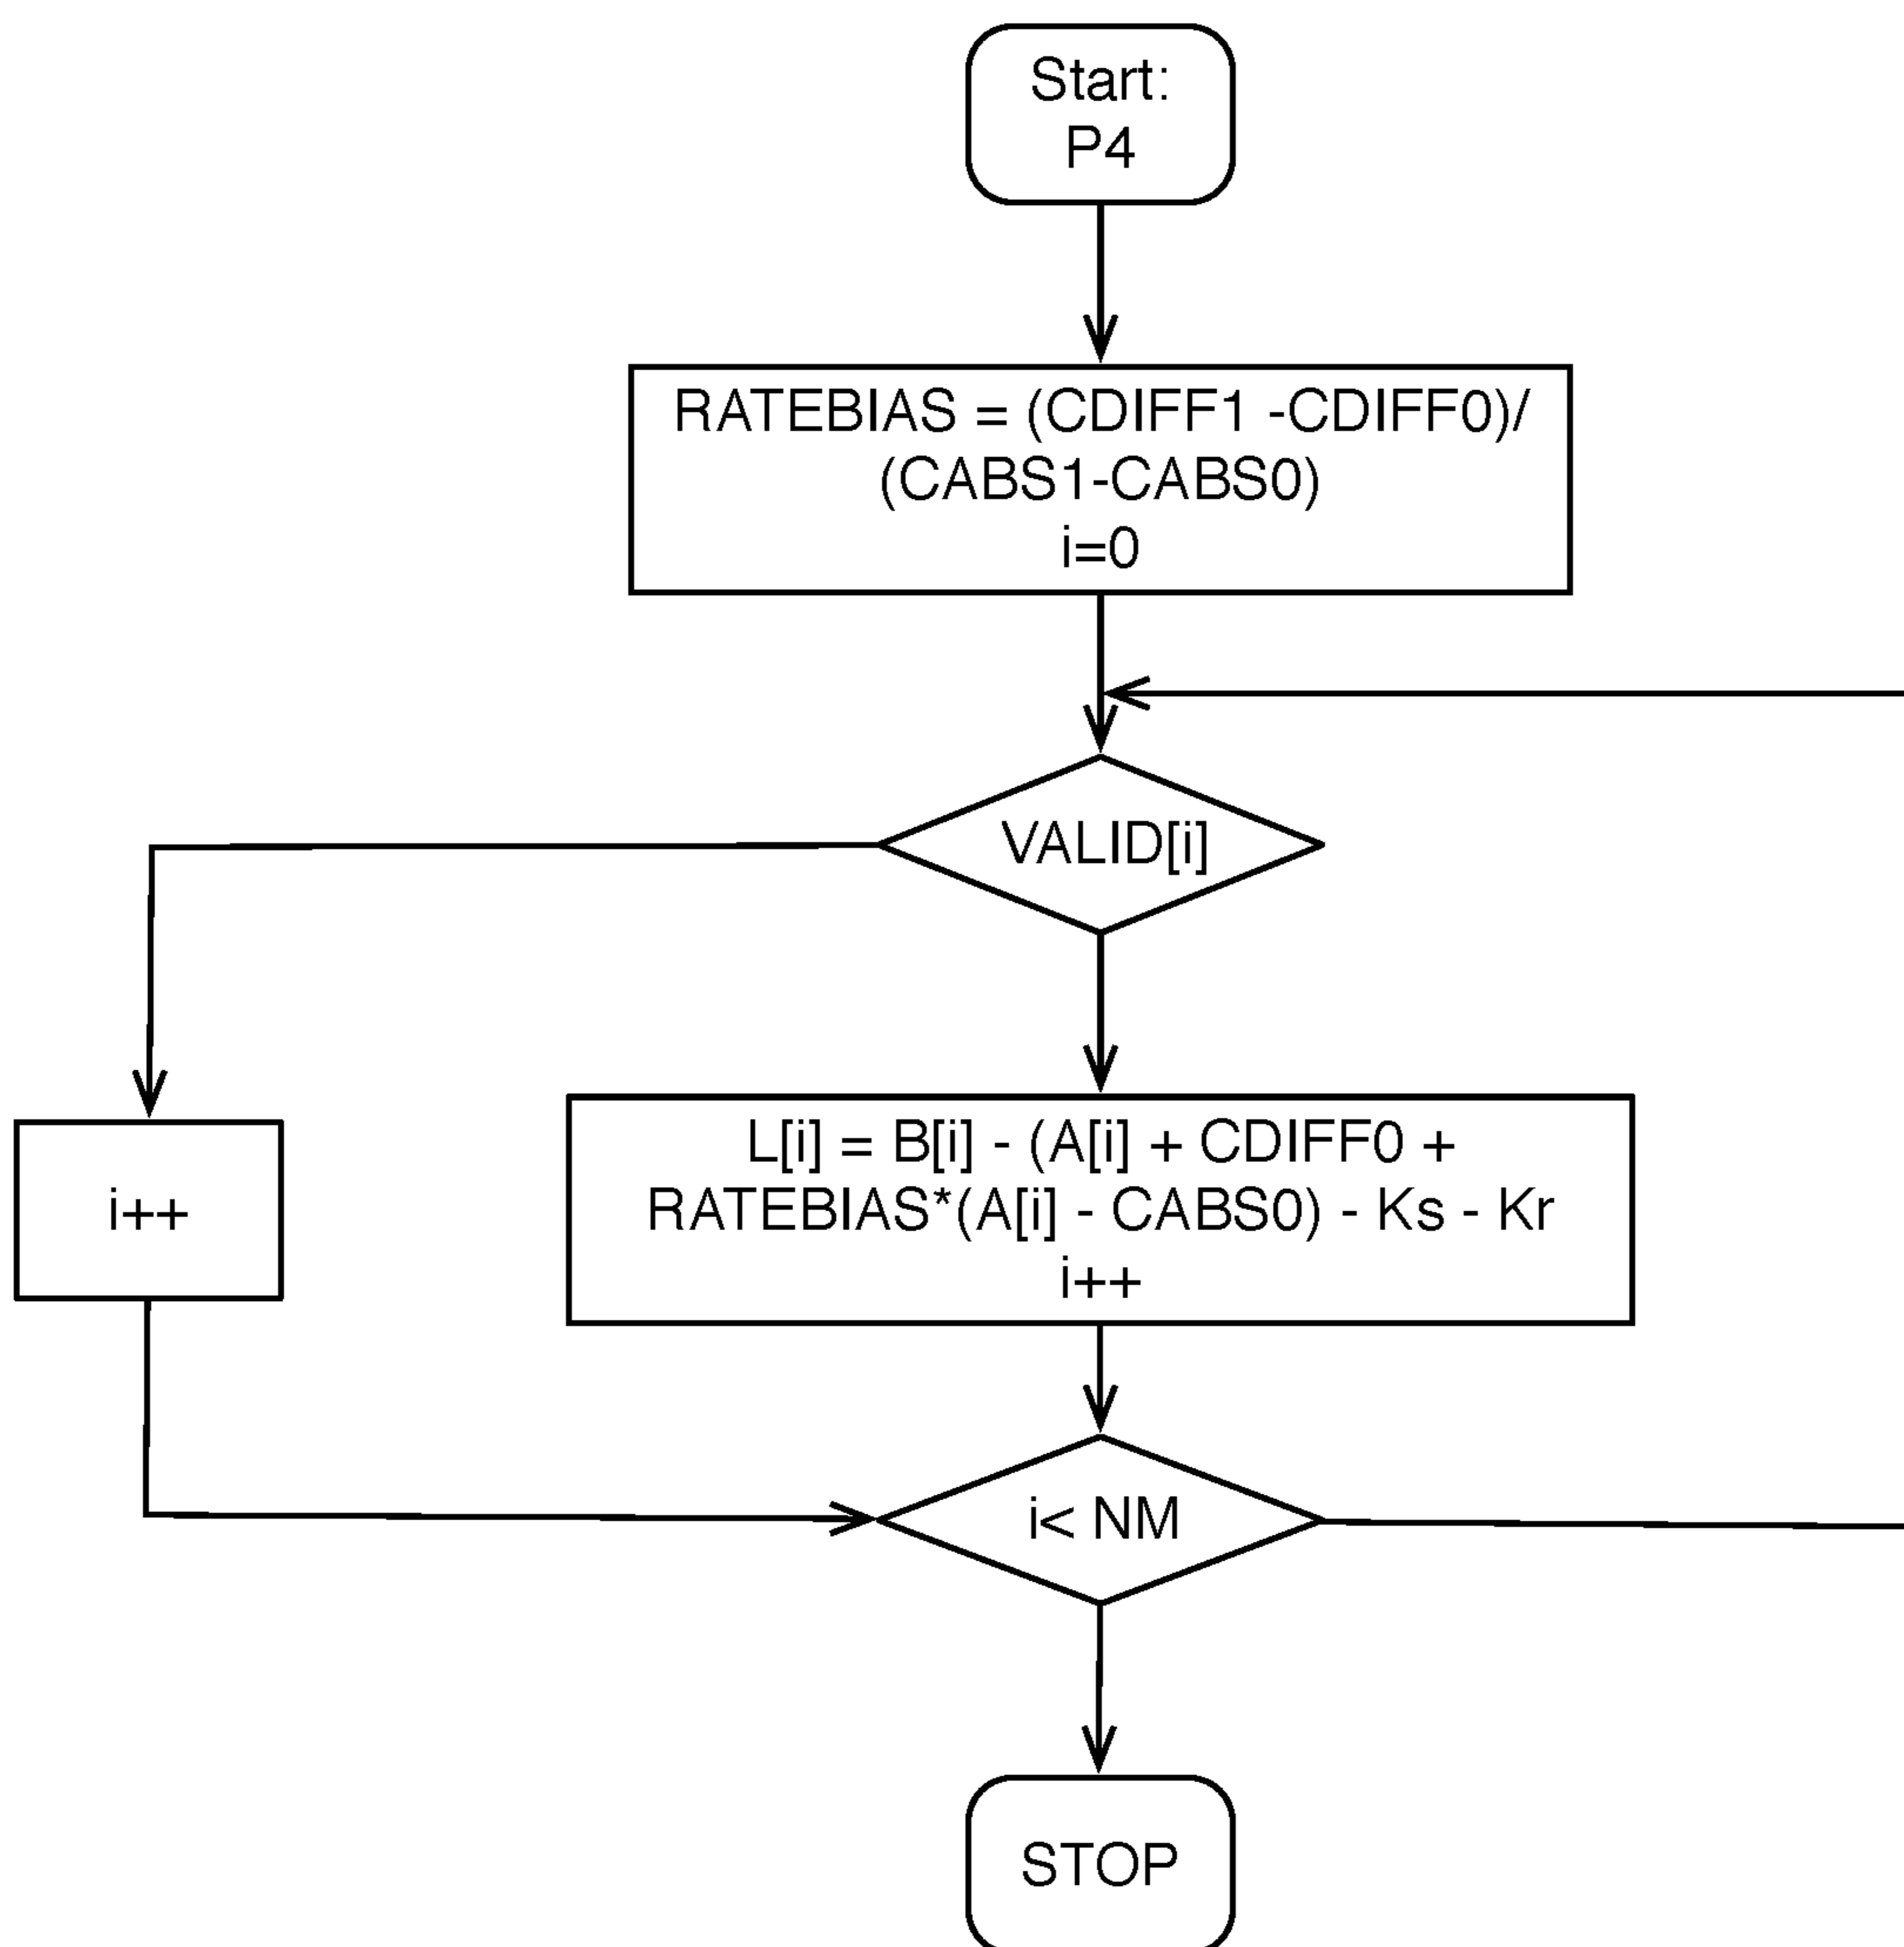 Start:
P4
RATEBIAS = (CDIFF1 -CDIFF0)/
(CABS1-CABS0)
i=0
VALID[i]
i++
L[i] = B[i] - (A[i] + CDIFF0 +
RATEBIAS*(A[i] - CABS0) - Ks - Kr
i++
i< NM
STOP